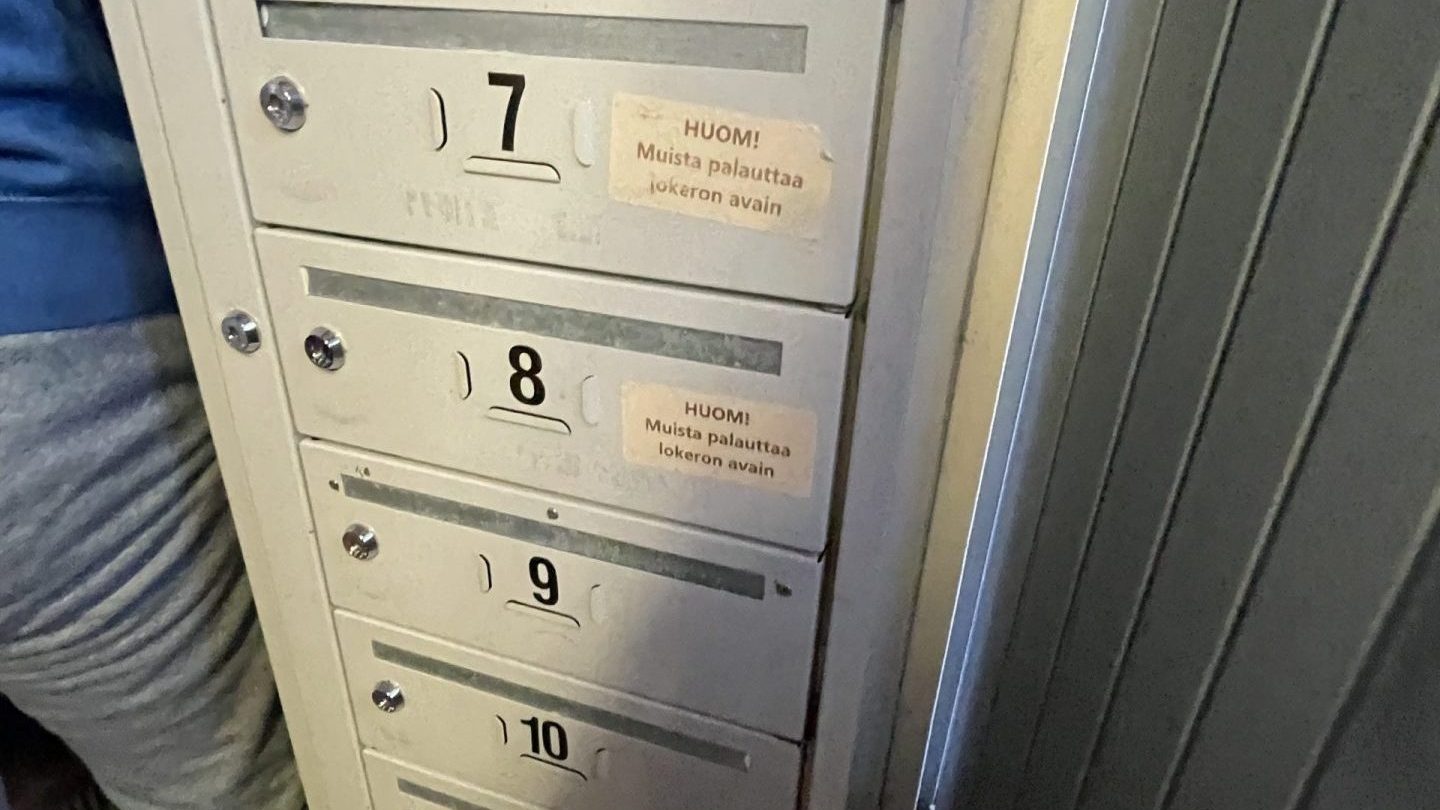 7
HUOM!
Muista palauttaa
lokeron avain
8
HUOM!
Muista palauttaa
lokeron avain
9
10